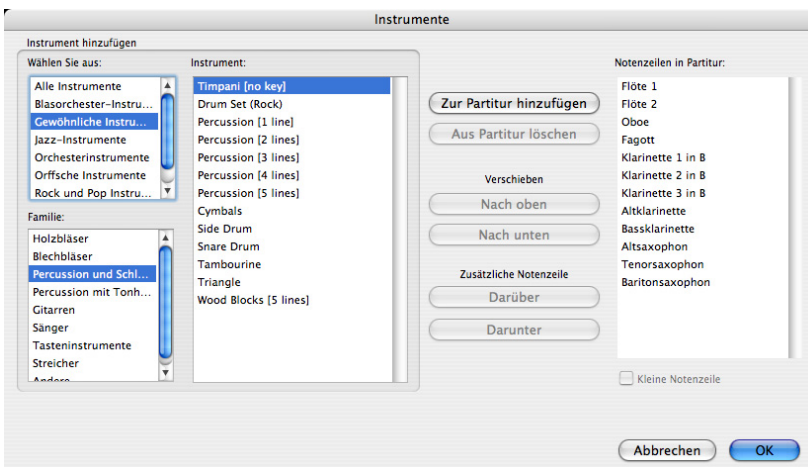 Instrumente
Instrument hinzufügen
Wählen Sie aus:
Alle Instrumente
Blasorchester-Instru...
Gewöhnliche Instru...
Jazz-Instrumente
Orchesterinstrumente
Orffsche Instrumente
Rock und Pop Instru...
Familie:
Holzbläser
Blechbläser
Percussion und Schl...
Percussion mit Tonh...
Gitarren
Sänger
Tasteninstrumente
Streicher
Andere
Instrument:
Timpani [no key]
Drum Set (Rock)
Percussion [1 line]
Percussion [2 lines]
Percussion [3 lines]
Percussion [4 lines]
Percussion [5 lines]
Cymbals
Side Drum
Snare Drum
Tambourine
Triangle
Wood Blocks [5 lines]
Zur Partitur hinzufügen
Aus Partitur löschen
Verschieben
Nach oben
Nach unten
Zusätzliche Notenzeile
Darüber
Darunter
Notenzeilen in Partitur:
Flöte 1
Flöte 2
Oboe
Fagott
Klarinette 1 in B
Klarinette 2 in B
Klarinette 3 in B
Altklarinette
Bassklarinette
Altsaxophon
Tenorsaxophon
Baritonsaxophon
Kleine Notenzeile
Abbrechen
OK